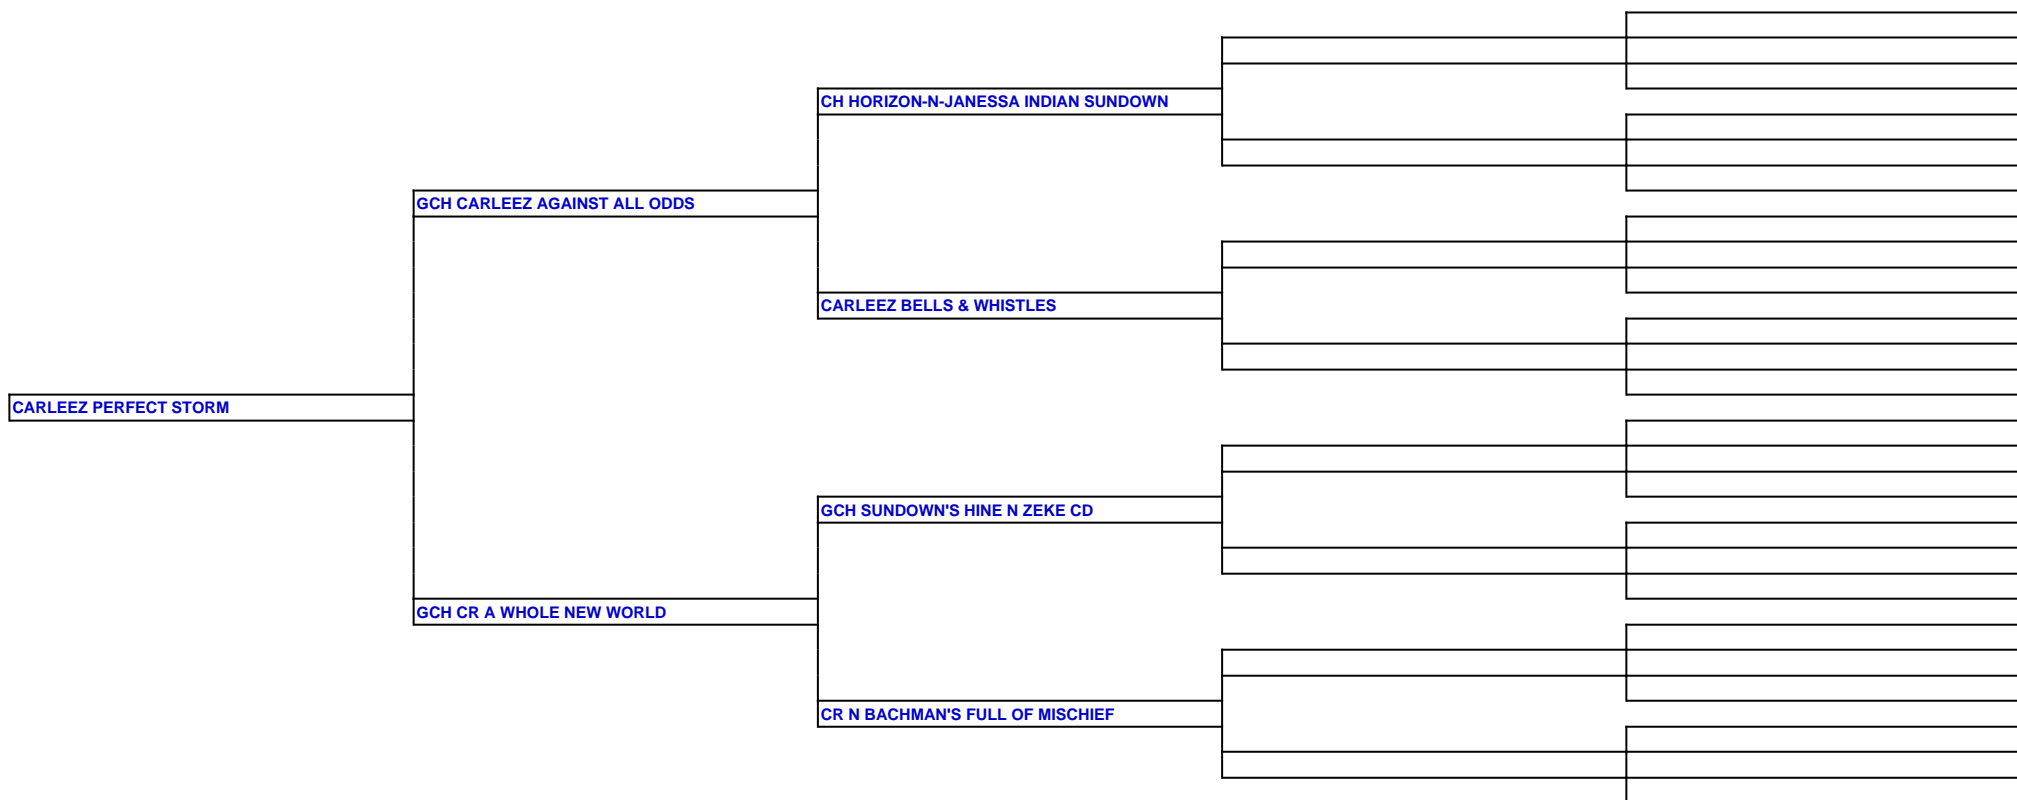 CH HORIZON-N-JANESSA INDIAN SUNDOWN
GCH CARLEEZ AGAINST ALL ODDS
CARLEEZ BELLS & WHISTLES
CARLEEZ PERFECT STORM
GCH SUNDOWN'S HINE N ZEKE CD
GCH CR A WHOLE NEW WORLD
CR N BACHMAN'S FULL OF MISCHIEF